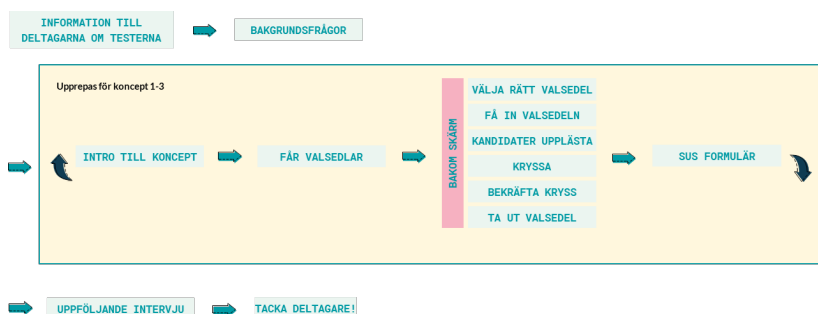 INFORMATION TILL
DELTAGARNA OM TESTERNA
BAKGRUNDSFRÅGOR
Upprepas för koncept 1-3
INTRO TILL KONCEPT
FÅR VALSEDLAR
BAKOM SKÄRM
VÄLJA RÄTT VALSEDEL
FÅ IN VALSEDELN
KANDIDATER UPPLÄSTA
KRYSSA
BEKRÄFTA KRYSS
TA UT VALSEDEL
SUS FORMULÄR
UPPFÖLJANDE INTERVJU
TACKA DELTAGARE!